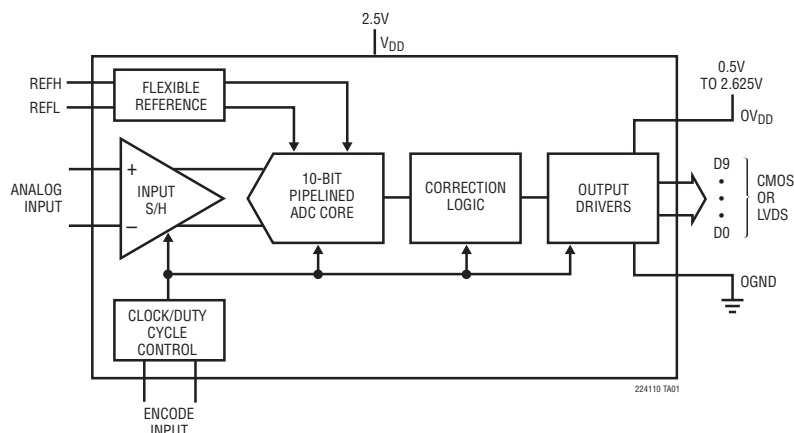 2.5V
VDD
0.5V
TO 2.625V
OVDD
REFH
REFL
FLEXIBLE
REFERENCE
ANALOG
INPUT
+
–
INPUT
S/H
10-BIT
PIPELINED
ADC CORE
CORRECTION
LOGIC
OUTPUT
DRIVERS
D9
•
•
•
D0
CMOS
OR
LVDS
OGND
CLOCK/DUTY
CYCLE
CONTROL
224110 TA01
ENCODE
INPUT